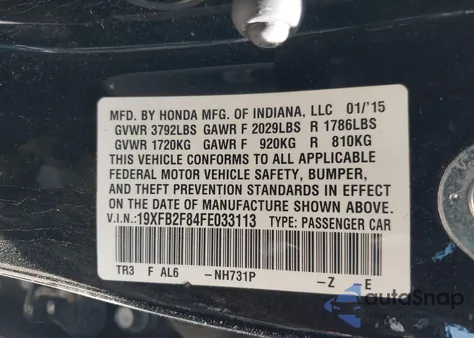 MFD. BY HONDA MFG. OF INDIANA, LLC 01/'15
GVWR 3792LBS GAWR F 2029LBS R 1786LBS
GVWR 1720KG GAWR F 920KG R 810KG
THIS VEHICLE CONFORMS TO ALL APPLICABLE
FEDERAL MOTOR VEHICLE SAFETY, BUMPER,
AND THEFT PREVENTION STANDARDS IN EFFECT
ON THE DATE OF MANUFACTURE SHOWN ABOVE.
V.I.N.:19XFB2F84FE033113 TYPE: PASSENGER CAR
TR3 F AL6 -NH731P -Z E
autoSnap